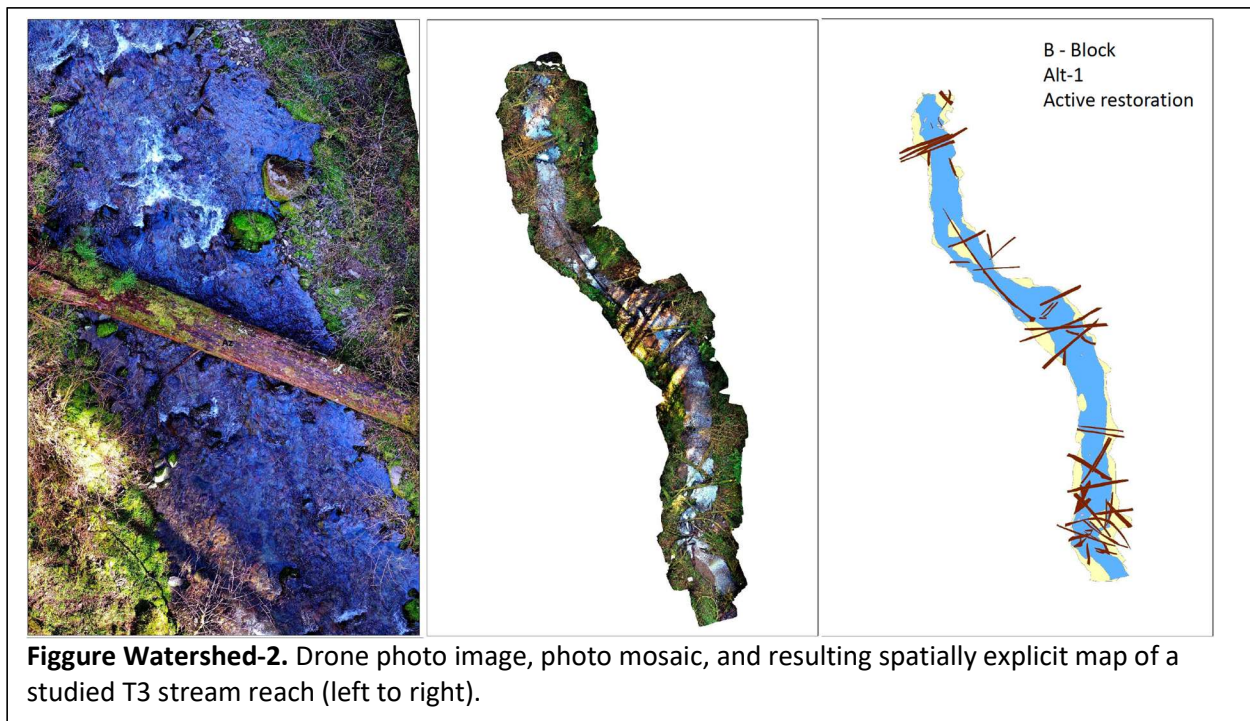 B - Block
Alt-1
Active restoration
Az
Figgure Watershed-2. Drone photo image, photo mosaic, and resulting spatially explicit map of a
studied T3 stream reach (left to right).